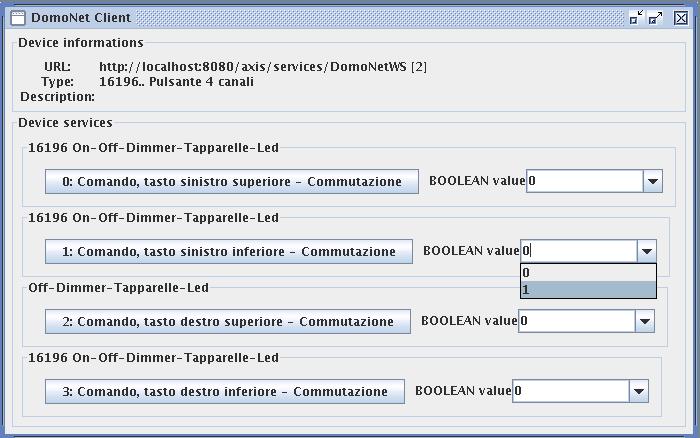 DomoNet Client
Device informations
URL: http://localhost:8080/axis/services/DomoNetWS [2]
Type: 16196.. Pulsante 4 canali
Description:
Device services
16196 On-Off-Dimmer-Tapparelle-Led
0: Comando, tasto sinistro superiore - Commutazione BOOLEAN value 0
16196 On-Off-Dimmer-Tapparelle-Led
1: Comando, tasto sinistro inferiore - Commutazione BOOLEAN value 0
0
1
Off-Dimmer-Tapparelle-Led
2: Comando, tasto destro superiore - Commutazione BOOLEAN value 0
16196 On-Off-Dimmer-Tapparelle-Led
3: Comando, tasto destro inferiore - Commutazione BOOLEAN value 0